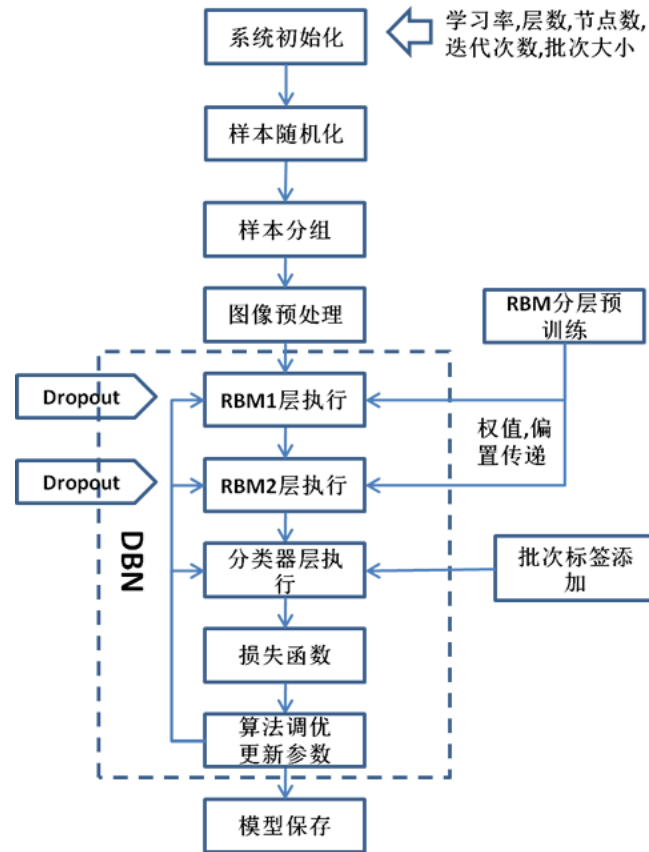 系统初始化
学习率,层数,节点数,
迭代次数,批次大小
样本随机化
样本分组
图像预处理
RBM分层预
训练
Dropout
RBM1层执行
权值,偏
置传递
Dropout
RBM2层执行
DBN
分类器层执
行
批次标签添
加
损失函数
算法调优
更新参数
模型保存